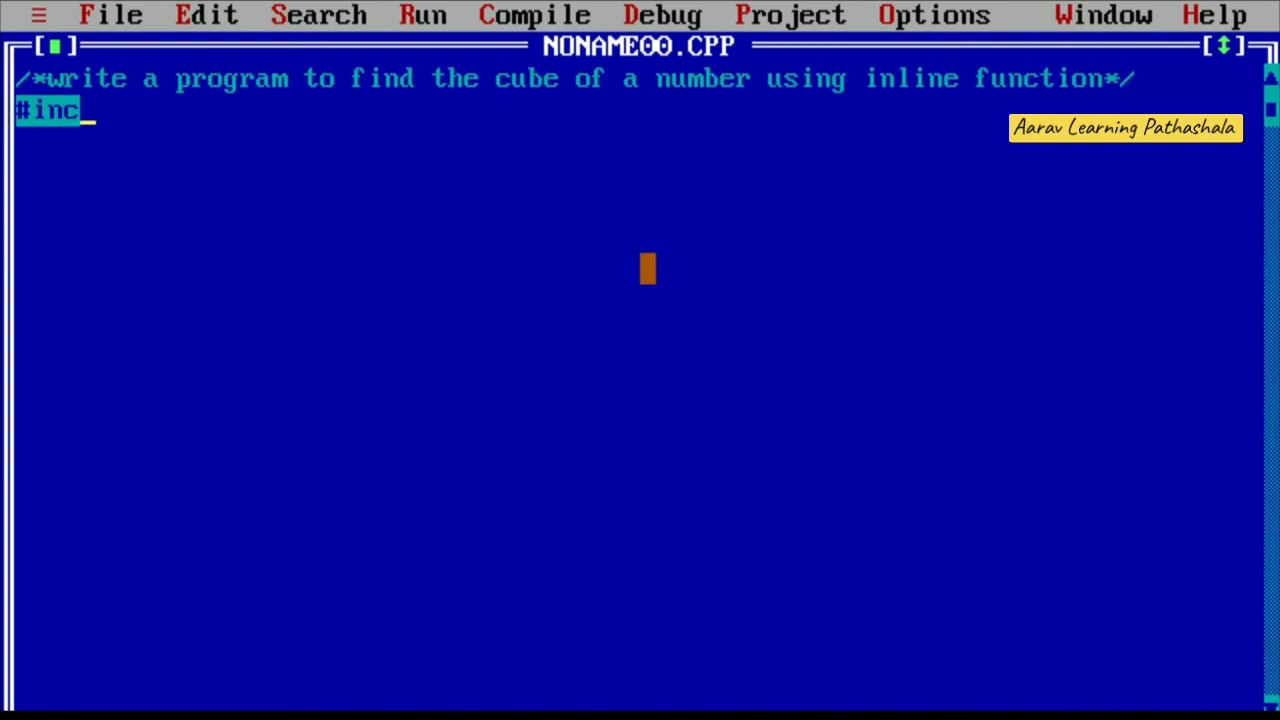 ≡ File Edit Search Run Compile Debug Project Options Window Help
[■] NONAME00.CPP [↕]
/*write a program to find the cube of a number using inline function*/
#inc_
Aarav Learning Pathashala